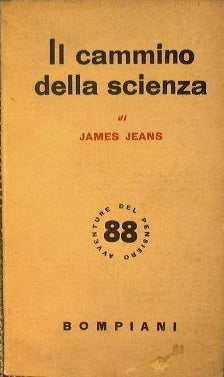 Il cammino
della scienza
di
JAMES JEANS
AVVENTURE DEL PENSIERO
88
BOMPIANI